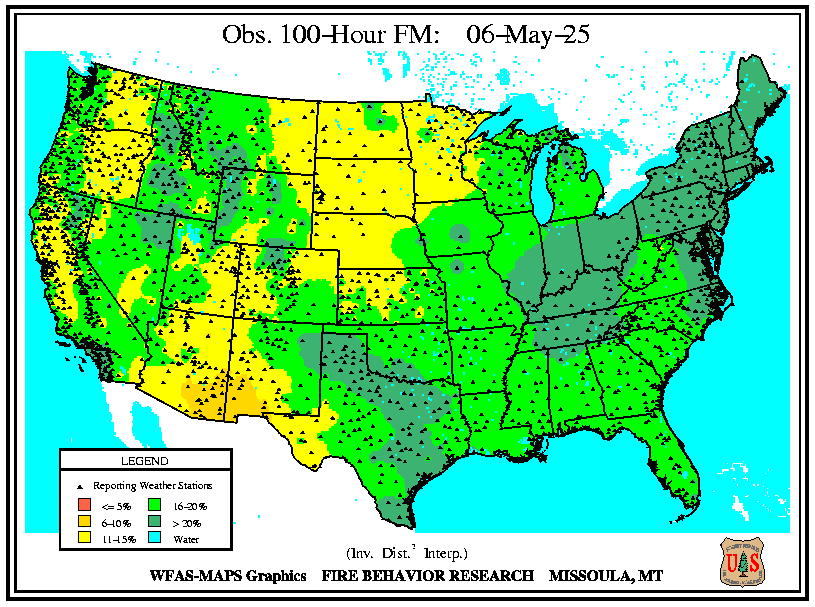 Obs. 100-Hour FM: 06-May-25
LEGEND
Reporting Weather Stations
<= 5% 16-20%
6-10% > 20%
11-15% Water
(Inv. Dist.² Interp.)
WFAS-MAPS Graphics FIRE BEHAVIOR RESEARCH MISSOULA, MT
U S